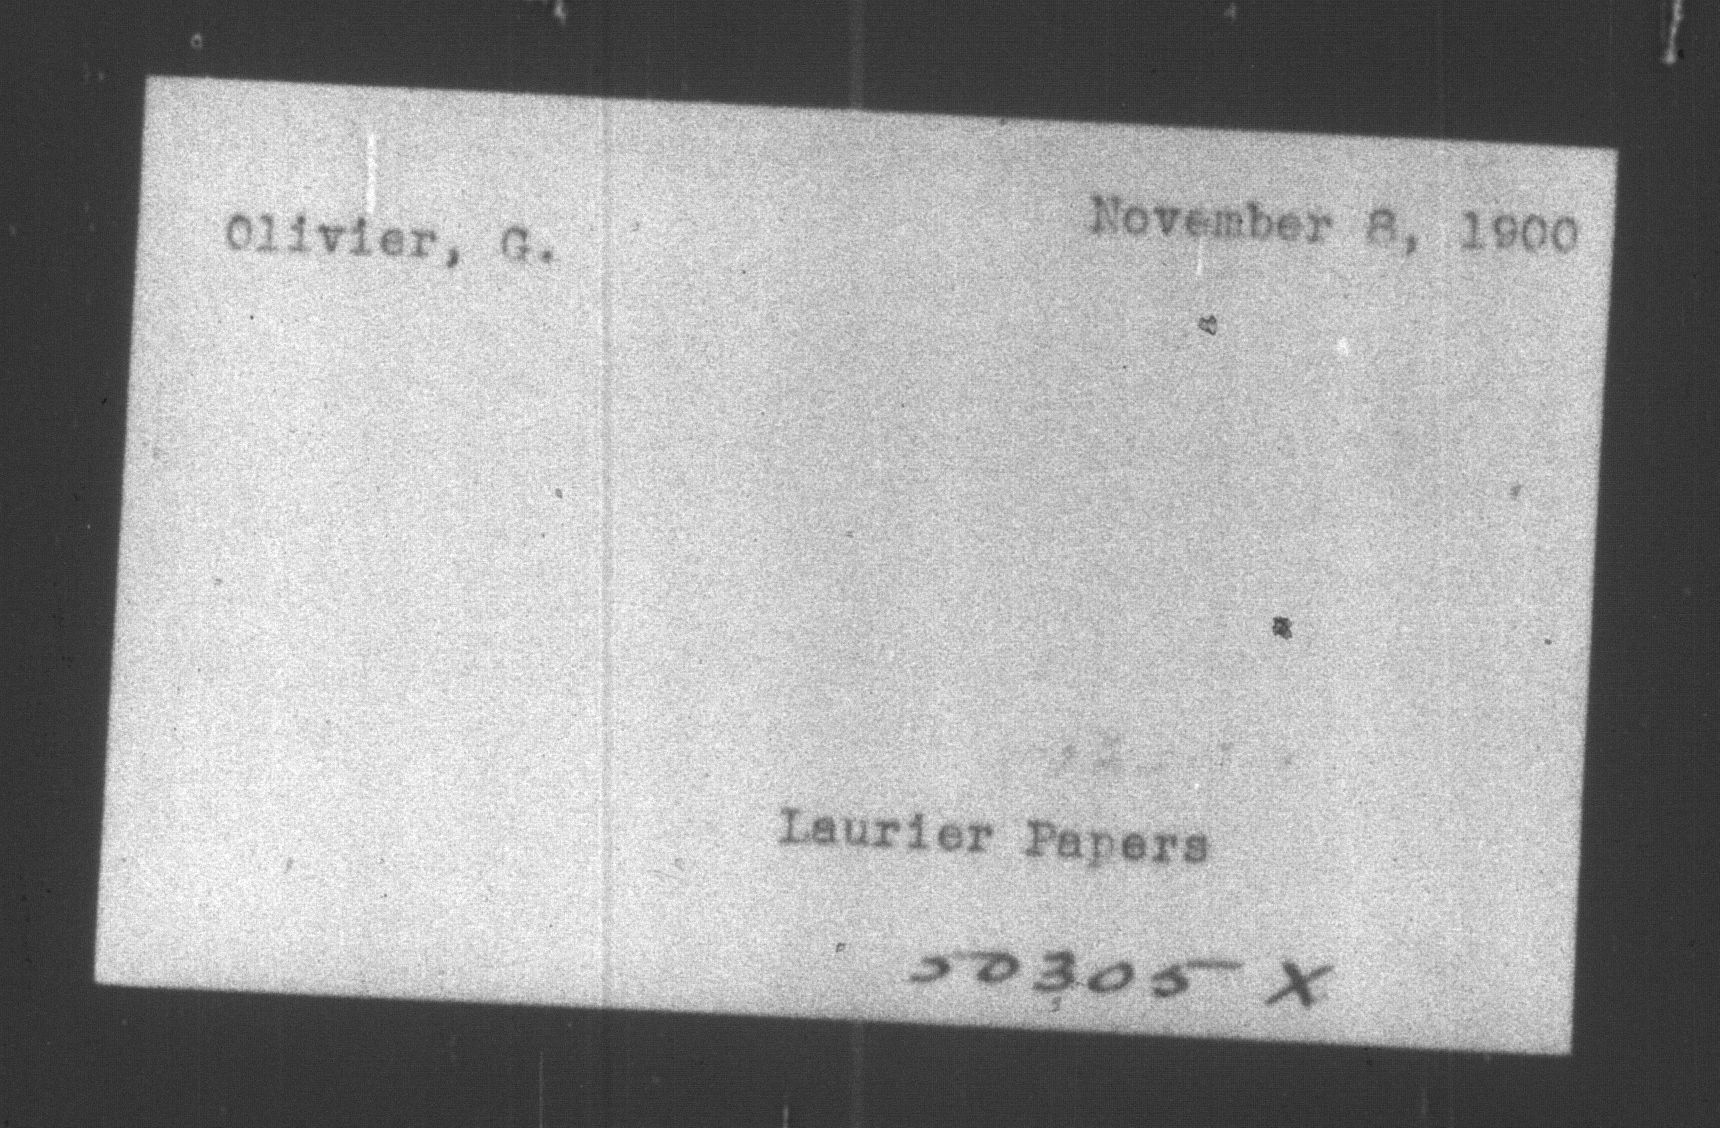 Olivier, G. November 8, 1900
Laurier Papers
50305 X